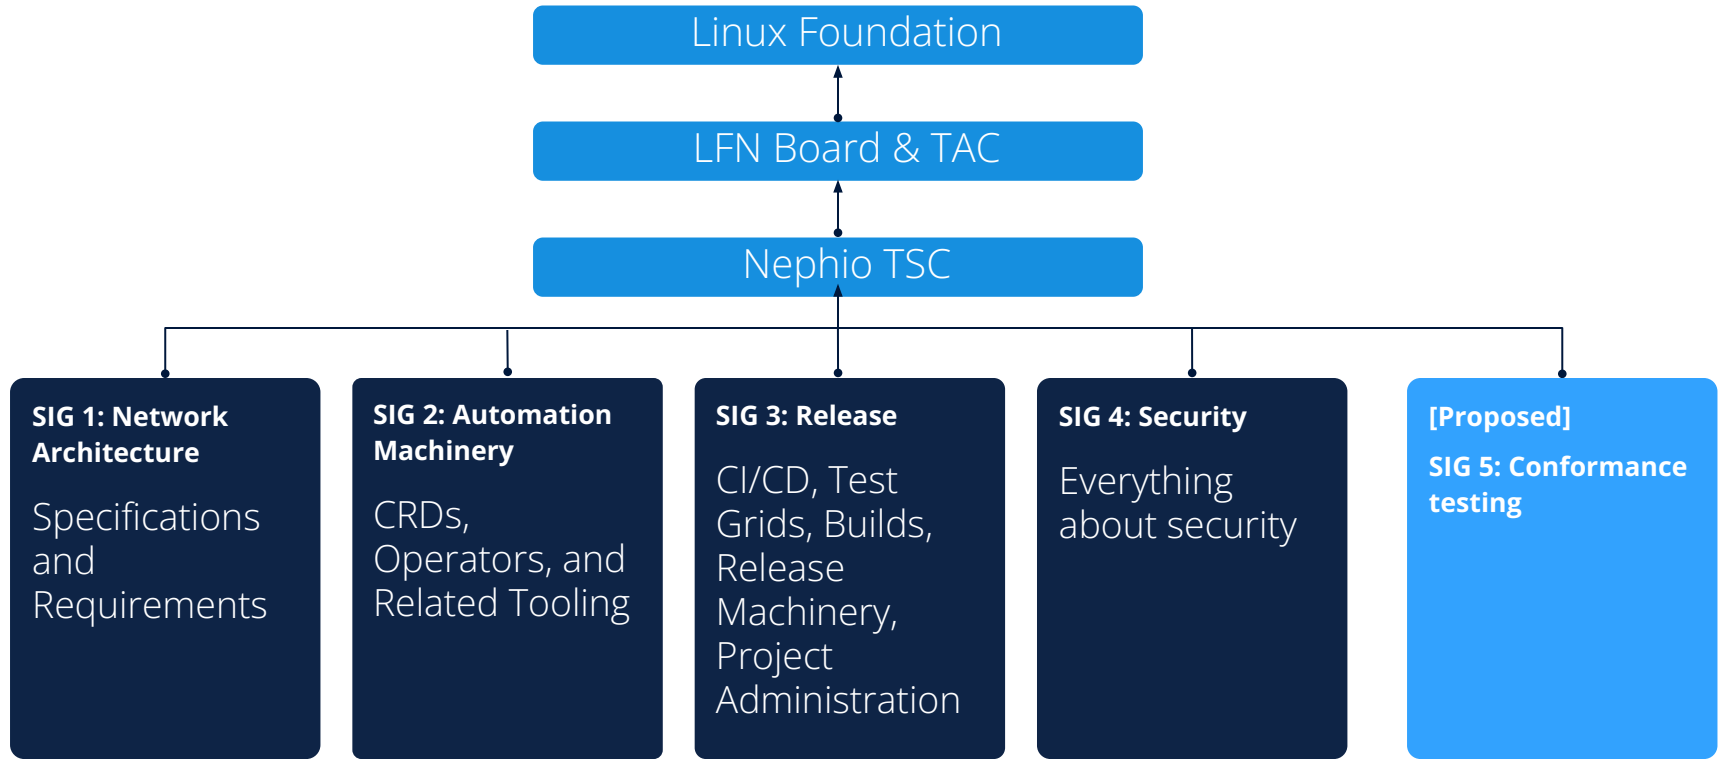 Linux Foundation
LFN Board & TAC
Nephio TSC
SIG 1: Network
Architecture
Specifications
and
Requirements
SIG 2: Automation
Machinery
CRDs,
Operators, and
Related Tooling
SIG 3: Release
CI/CD, Test
Grids, Builds,
Release
Machinery,
Project
Administration
SIG 4: Security
Everything
about security
[Proposed]
SIG 5: Conformance
testing